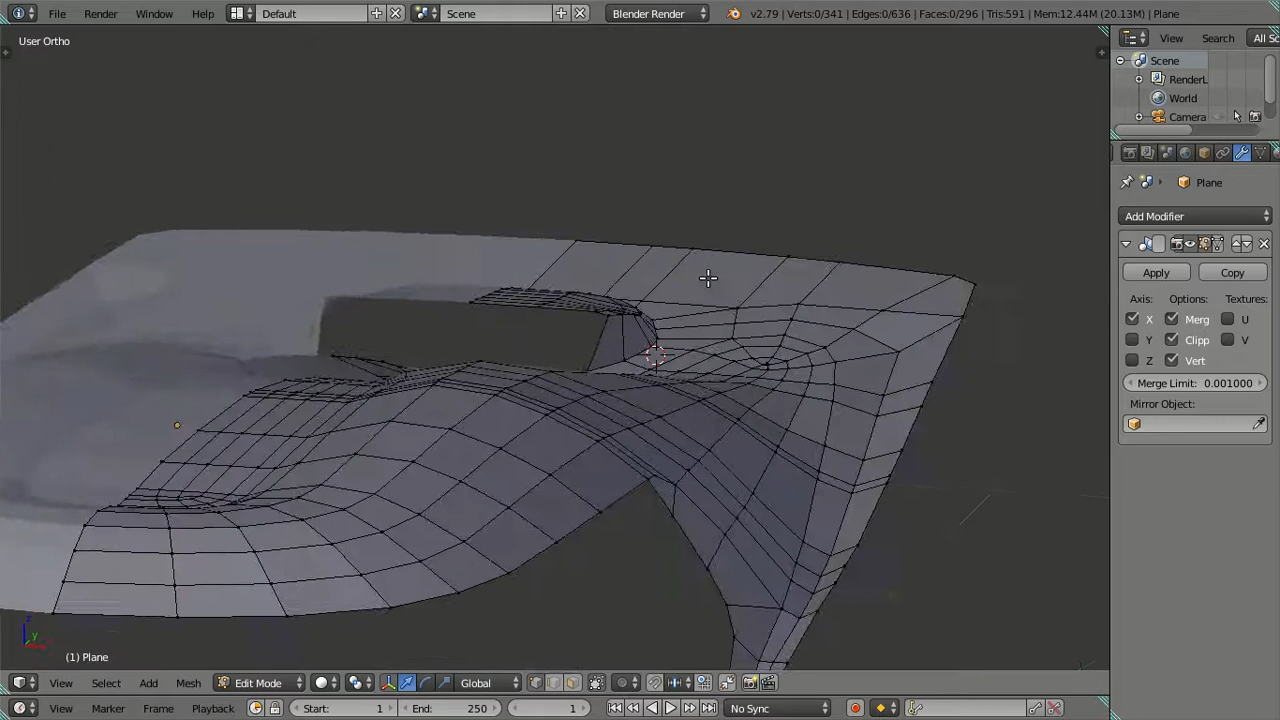 File Render Window Help Default Scene Blender Render v2.79 | Verts:0/341 | Edges:0/636 | Faces:0/296 | Tris:591 | Mem:12.44M (20.13M) | Plane
User Ortho
View Search All Sc
Scene
RenderL
World
Camera
Plane
Add Modifier
Apply Copy
Axis: Options: Textures:
X Merg U
Y Clipp V
Z Vert
Merge Limit: 0.001000
Mirror Object:
z
y
(1) Plane
View Select Add Mesh Edit Mode Global
View Marker Frame Playback Start: 1 End: 250 1 No Sync